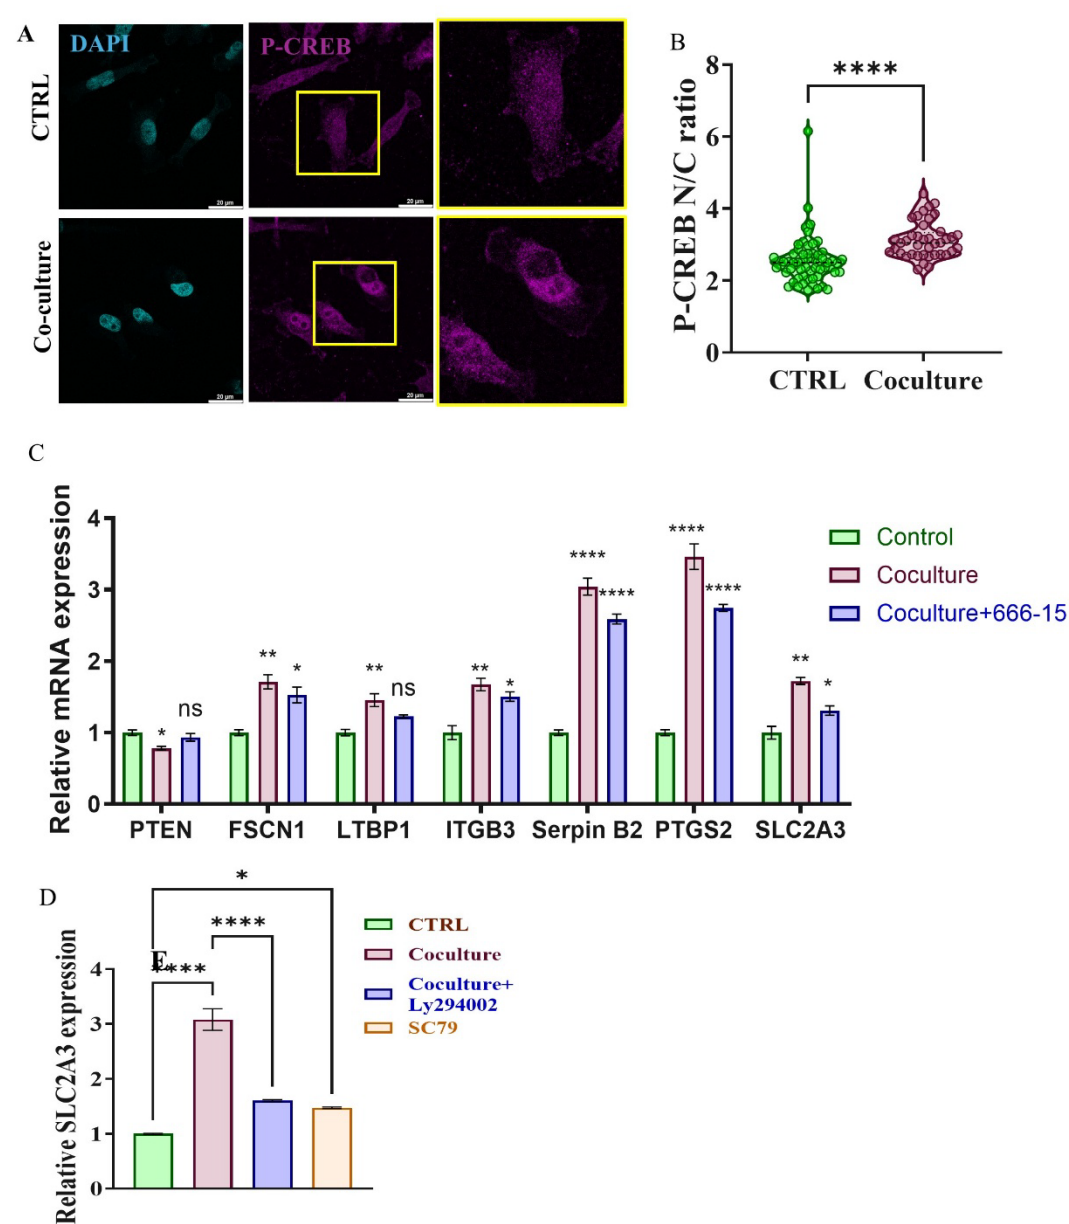 A
DAPI
P-CREB
CTRL
20 µm
20 µm
Co-culture
20 µm
20 µm
B
P-CREB N/C ratio
8
6
4
2
0
****
CTRL Coculture
C
Relative mRNA expression
4
3
2
1
0
* ns
** *
** ns
** *
**** ****
**** ****
** *
PTEN FSCN1 LTBP1 ITGB3 Serpin B2 PTGS2 SLC2A3
Control
Coculture
Coculture+666-15
D
*
****
E
****
Relative SLC2A3 expression
4
3
2
1
0
CTRL
Coculture
Coculture+
Ly294002
SC79